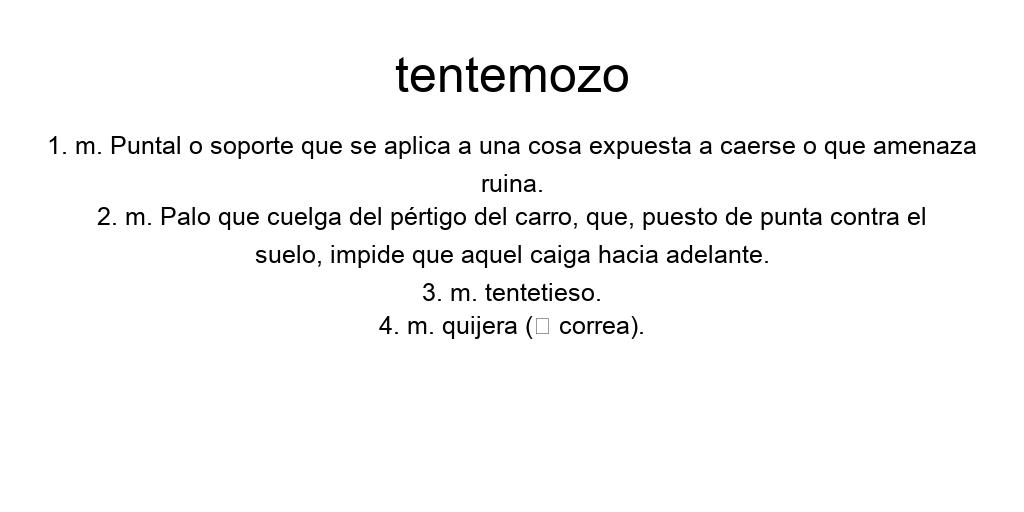 tentemozo
1. m. Puntal o soporte que se aplica a una cosa expuesta a caerse o que amenaza
ruina.
2. m. Palo que cuelga del pértigo del carro, que, puesto de punta contra el
suelo, impide que aquel caiga hacia adelante.
3. m. tentetieso.
4. m. quijera (□ correa).